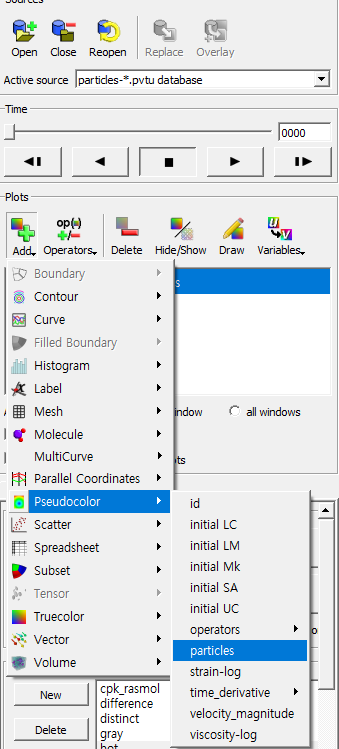 Sources
Open Close Reopen Replace Overlay
Active source particles-*.pvtu database
Time
0000
Plots
op()
Add Operators Delete Hide/Show Draw Variables
Boundary
Contour
Curve
Filled Boundary
Histogram
Label
Mesh
window all windows
Molecule
MultiCurve
Parallel Coordinates
Pseudocolor
id
Scatter
initial LC
Spreadsheet
initial LM
Subset
initial Mk
Tensor
initial SA
Truecolor
initial UC
Vector
operators
Volume
particles
strain-log
New
cpk_rasmol
time_derivative
difference
velocity_magnitude
Delete
distinct
gray
viscosity-log
hot